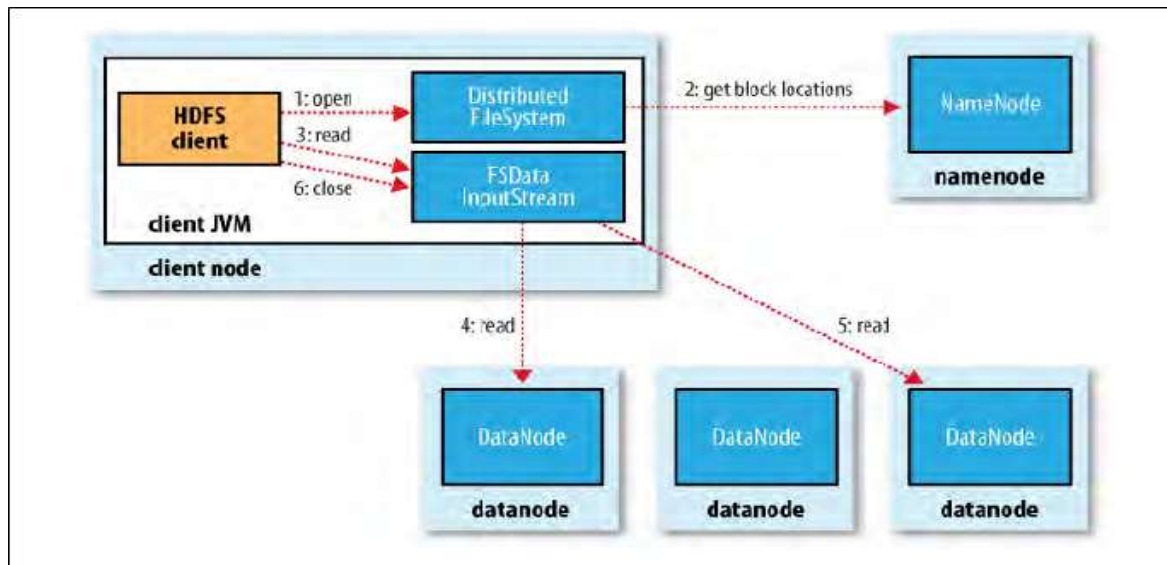 HDFS
client
1: open
3: read
6: close
Distributed
FileSystem
FSData
InputStream
2: get block locations
NameNode
namenode
client JVM
client node
4: read
5: read
DataNode
DataNode
DataNode
datanode
datanode
datanode